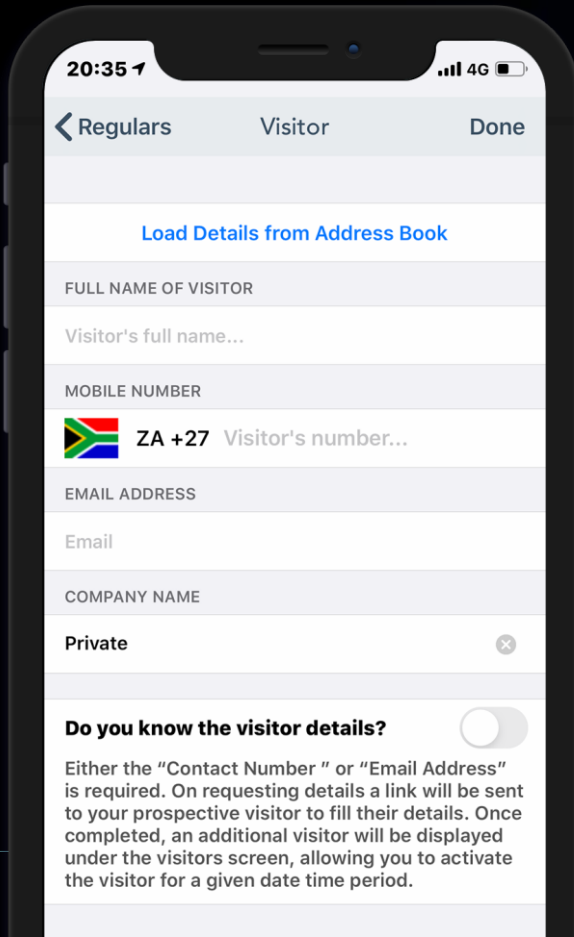 20:35
4G
Regulars
Visitor
Done
Load Details from Address Book
FULL NAME OF VISITOR
Visitor's full name...
MOBILE NUMBER
ZA +27 Visitor's number...
EMAIL ADDRESS
Email
COMPANY NAME
Private
Do you know the visitor details?
Either the “Contact Number ” or “Email Address”
is required. On requesting details a link will be sent
to your prospective visitor to fill their details. Once
completed, an additional visitor will be displayed
under the visitors screen, allowing you to activate
the visitor for a given date time period.